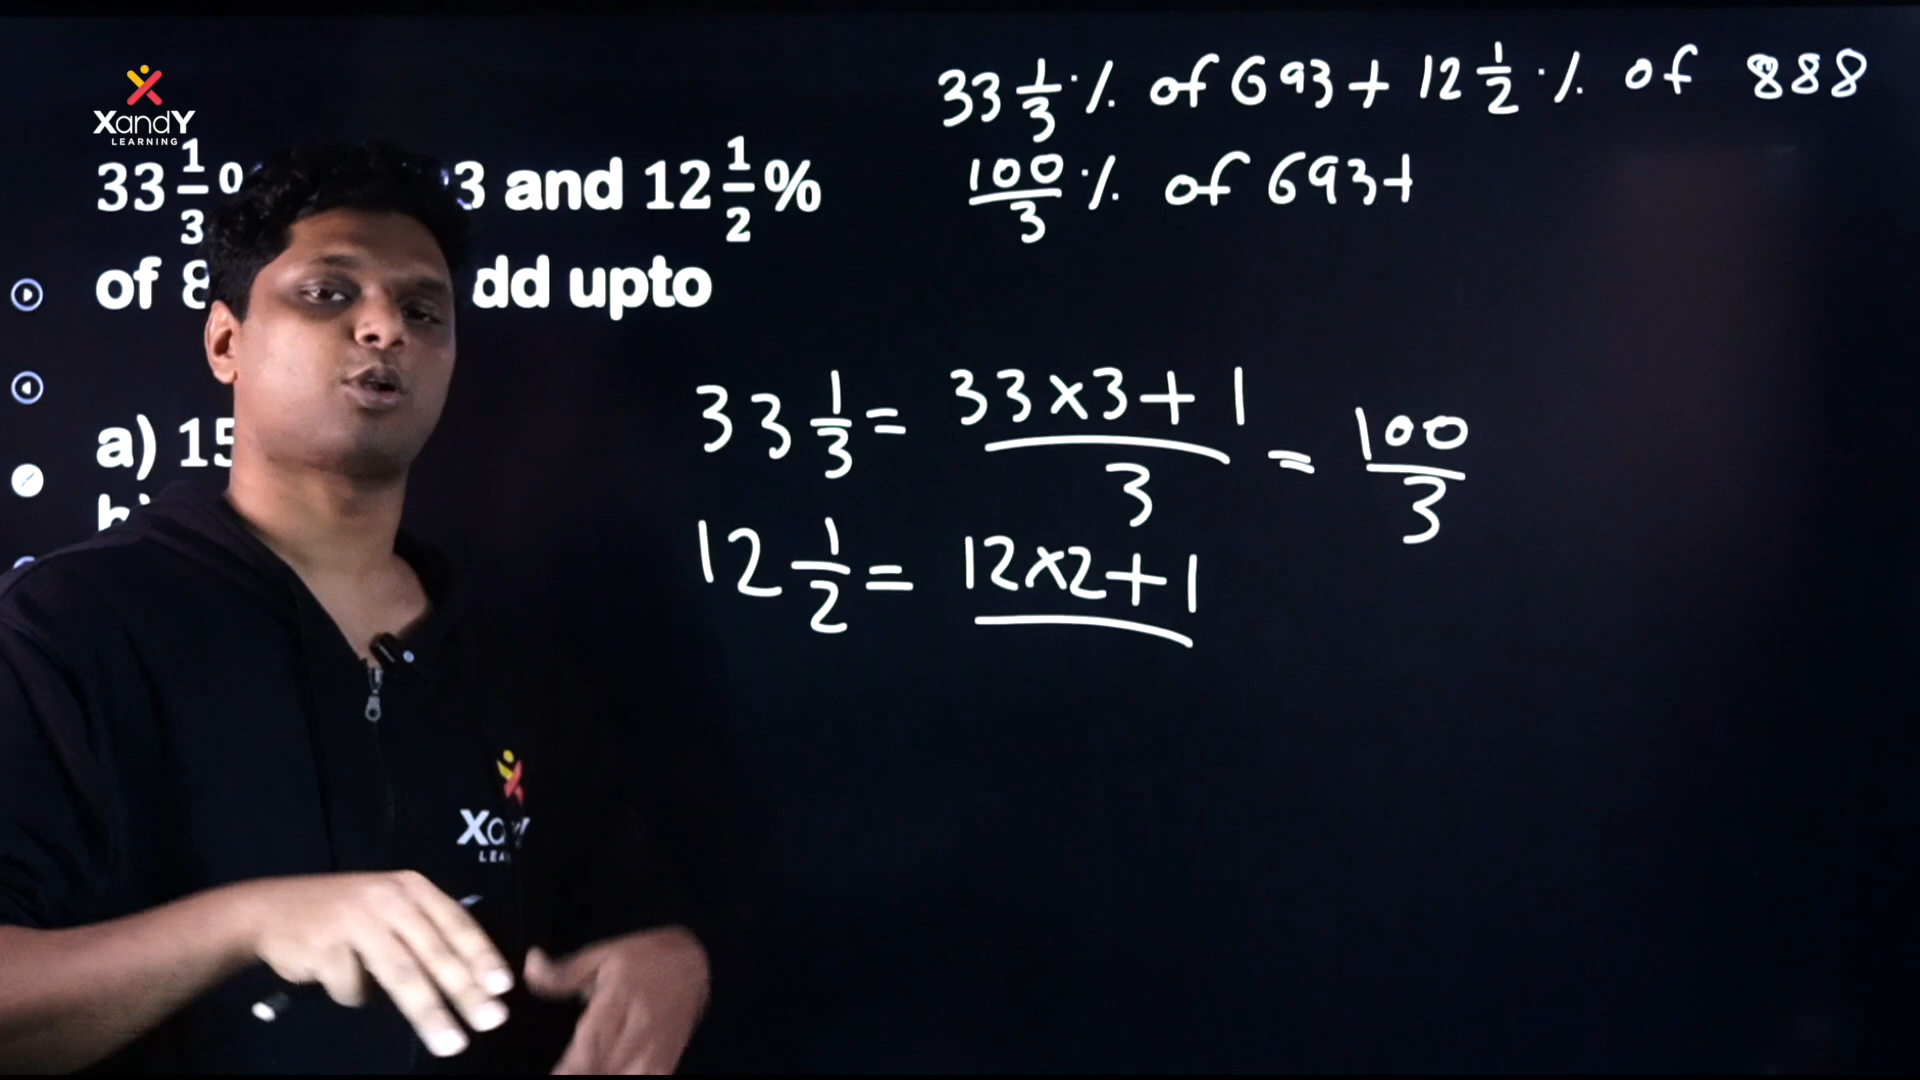 XandY
LEARNING
33 1/3 % 3 and 12 1/2 %
of 8 dd upto
a) 15
33 1/3 % of 693 + 12 1/2 % of 888
100/3 % of 693 +
33 1/3 = (33×3+1)/3 = 100/3
12 1/2 = 12×2+1
LEA